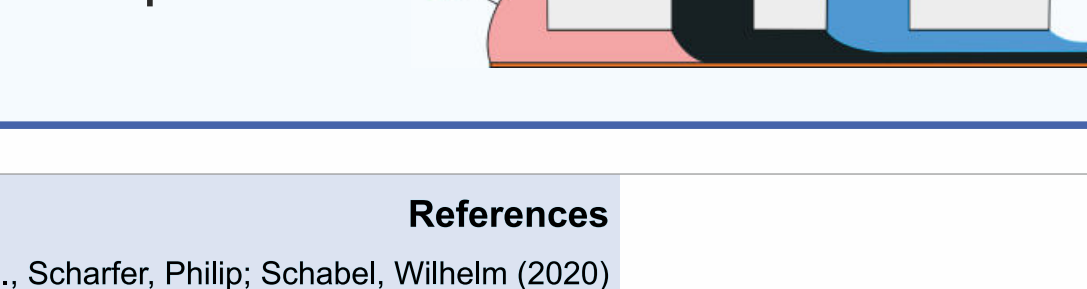 References
., Scharfer, Philip; Schabel, Wilhelm (2020)